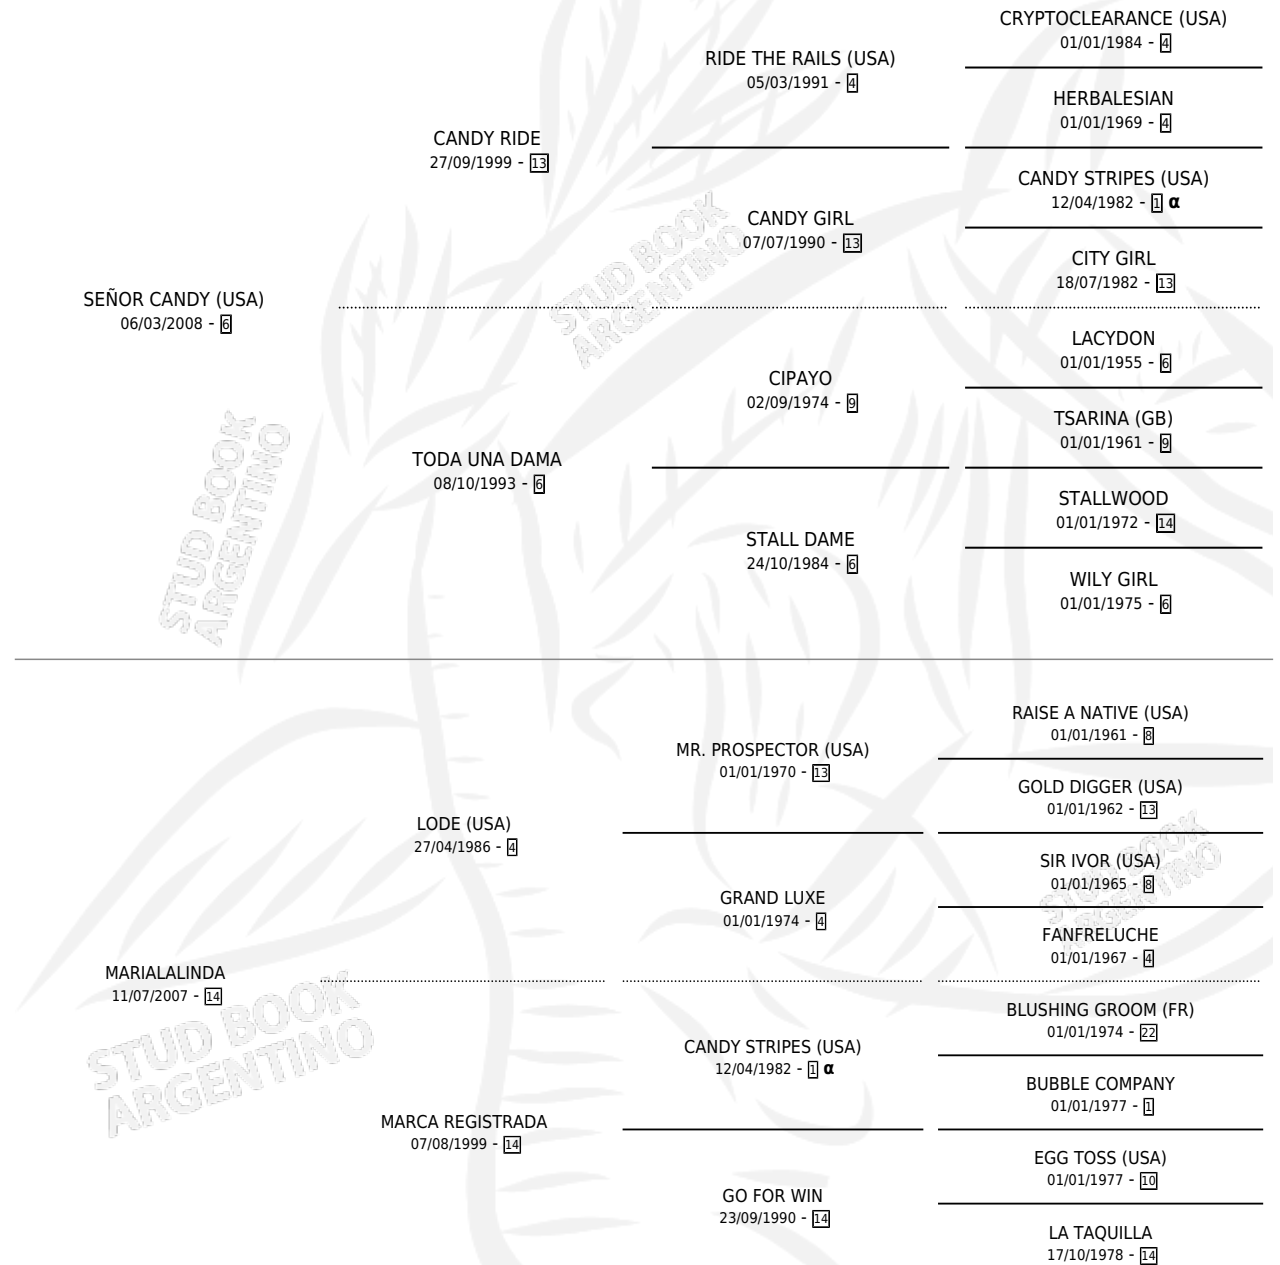 CRYPTOCLEARANCE (USA)
01/01/1984 - 4
RIDE THE RAILS (USA)
05/03/1991 - 4
HERBALESIAN
01/01/1969 - 4
CANDY RIDE
27/09/1999 - 13
CANDY STRIPES (USA)
12/04/1982 - 1 α
CANDY GIRL
07/07/1990 - 13
CITY GIRL
18/07/1982 - 13
SEÑOR CANDY (USA)
06/03/2008 - 6
LACYDON
01/01/1955 - 6
CIPAYO
02/09/1974 - 9
TSARINA (GB)
01/01/1961 - 9
TODA UNA DAMA
08/10/1993 - 6
STALLWOOD
01/01/1972 - 14
STALL DAME
24/10/1984 - 6
WILY GIRL
01/01/1975 - 6
RAISE A NATIVE (USA)
01/01/1961 - 8
MR. PROSPECTOR (USA)
01/01/1970 - 13
GOLD DIGGER (USA)
01/01/1962 - 13
LODE (USA)
27/04/1986 - 4
SIR IVOR (USA)
01/01/1965 - 8
GRAND LUXE
01/01/1974 - 4
FANFRELUCHE
01/01/1967 - 4
MARIALALINDA
11/07/2007 - 14
BLUSHING GROOM (FR)
01/01/1974 - 22
CANDY STRIPES (USA)
12/04/1982 - 1 α
BUBBLE COMPANY
01/01/1977 - 1
MARCA REGISTRADA
07/08/1999 - 14
EGG TOSS (USA)
01/01/1977 - 10
GO FOR WIN
23/09/1990 - 14
LA TAQUILLA
17/10/1978 - 14
STUD BOOK
ARGENTINO
STUD BOOK
ARGENTINO
STUD BOOK
ARGENTINO
STUD BOOK
ARGENTINO